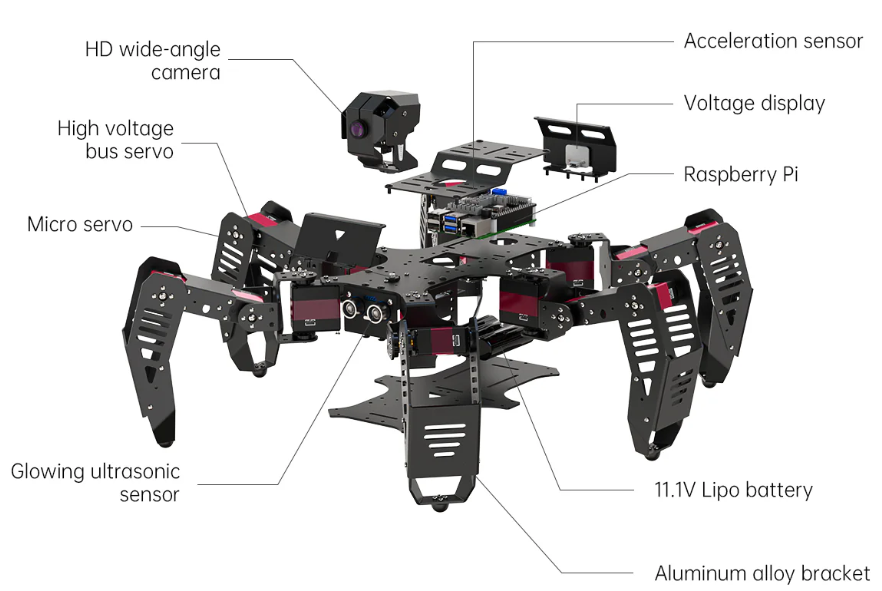 HD wide-angle
camera
High voltage
bus servo
Micro servo
Glowing ultrasonic
sensor
Acceleration sensor
Voltage display
Raspberry Pi
11.1V Lipo battery
Aluminum alloy bracket